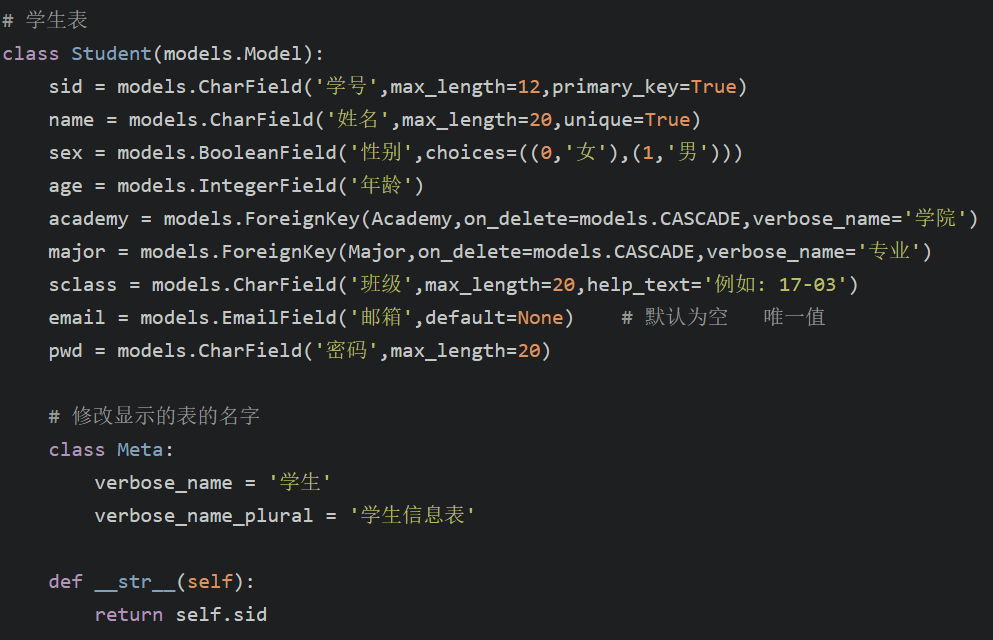 # 学生表
class Student(models.Model):
    sid = models.CharField('学号',max_length=12,primary_key=True)
    name = models.CharField('姓名',max_length=20,unique=True)
    sex = models.BooleanField('性别',choices=((0,'女'),(1,'男')))
    age = models.IntegerField('年龄')
    academy = models.ForeignKey(Academy,on_delete=models.CASCADE,verbose_name='学院')
    major = models.ForeignKey(Major,on_delete=models.CASCADE,verbose_name='专业')
    sclass = models.CharField('班级',max_length=20,help_text='例如: 17-03')
    email = models.EmailField('邮箱',default=None)    # 默认为空   唯一值
    pwd = models.CharField('密码',max_length=20)

    # 修改显示的表的名字
    class Meta:
        verbose_name = '学生'
        verbose_name_plural = '学生信息表'

    def __str__(self):
        return self.sid